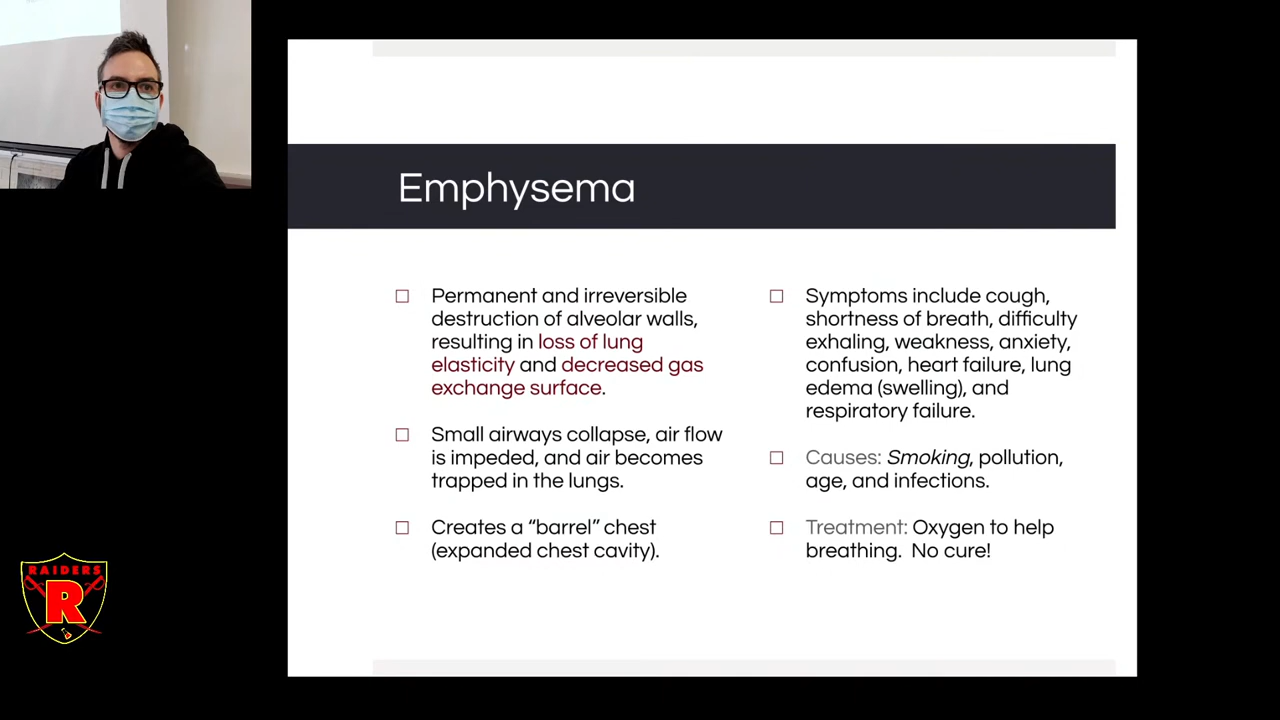 Emphysema
Permanent and irreversible
destruction of alveolar walls,
resulting in loss of lung
elasticity and decreased gas
exchange surface.
Small airways collapse, air flow
is impeded, and air becomes
trapped in the lungs.
Creates a “barrel” chest
(expanded chest cavity).
Symptoms include cough,
shortness of breath, difficulty
exhaling, weakness, anxiety,
confusion, heart failure, lung
edema (swelling), and
respiratory failure.
Causes: Smoking, pollution,
age, and infections.
Treatment: Oxygen to help
breathing.  No cure!
RAIDERS
R